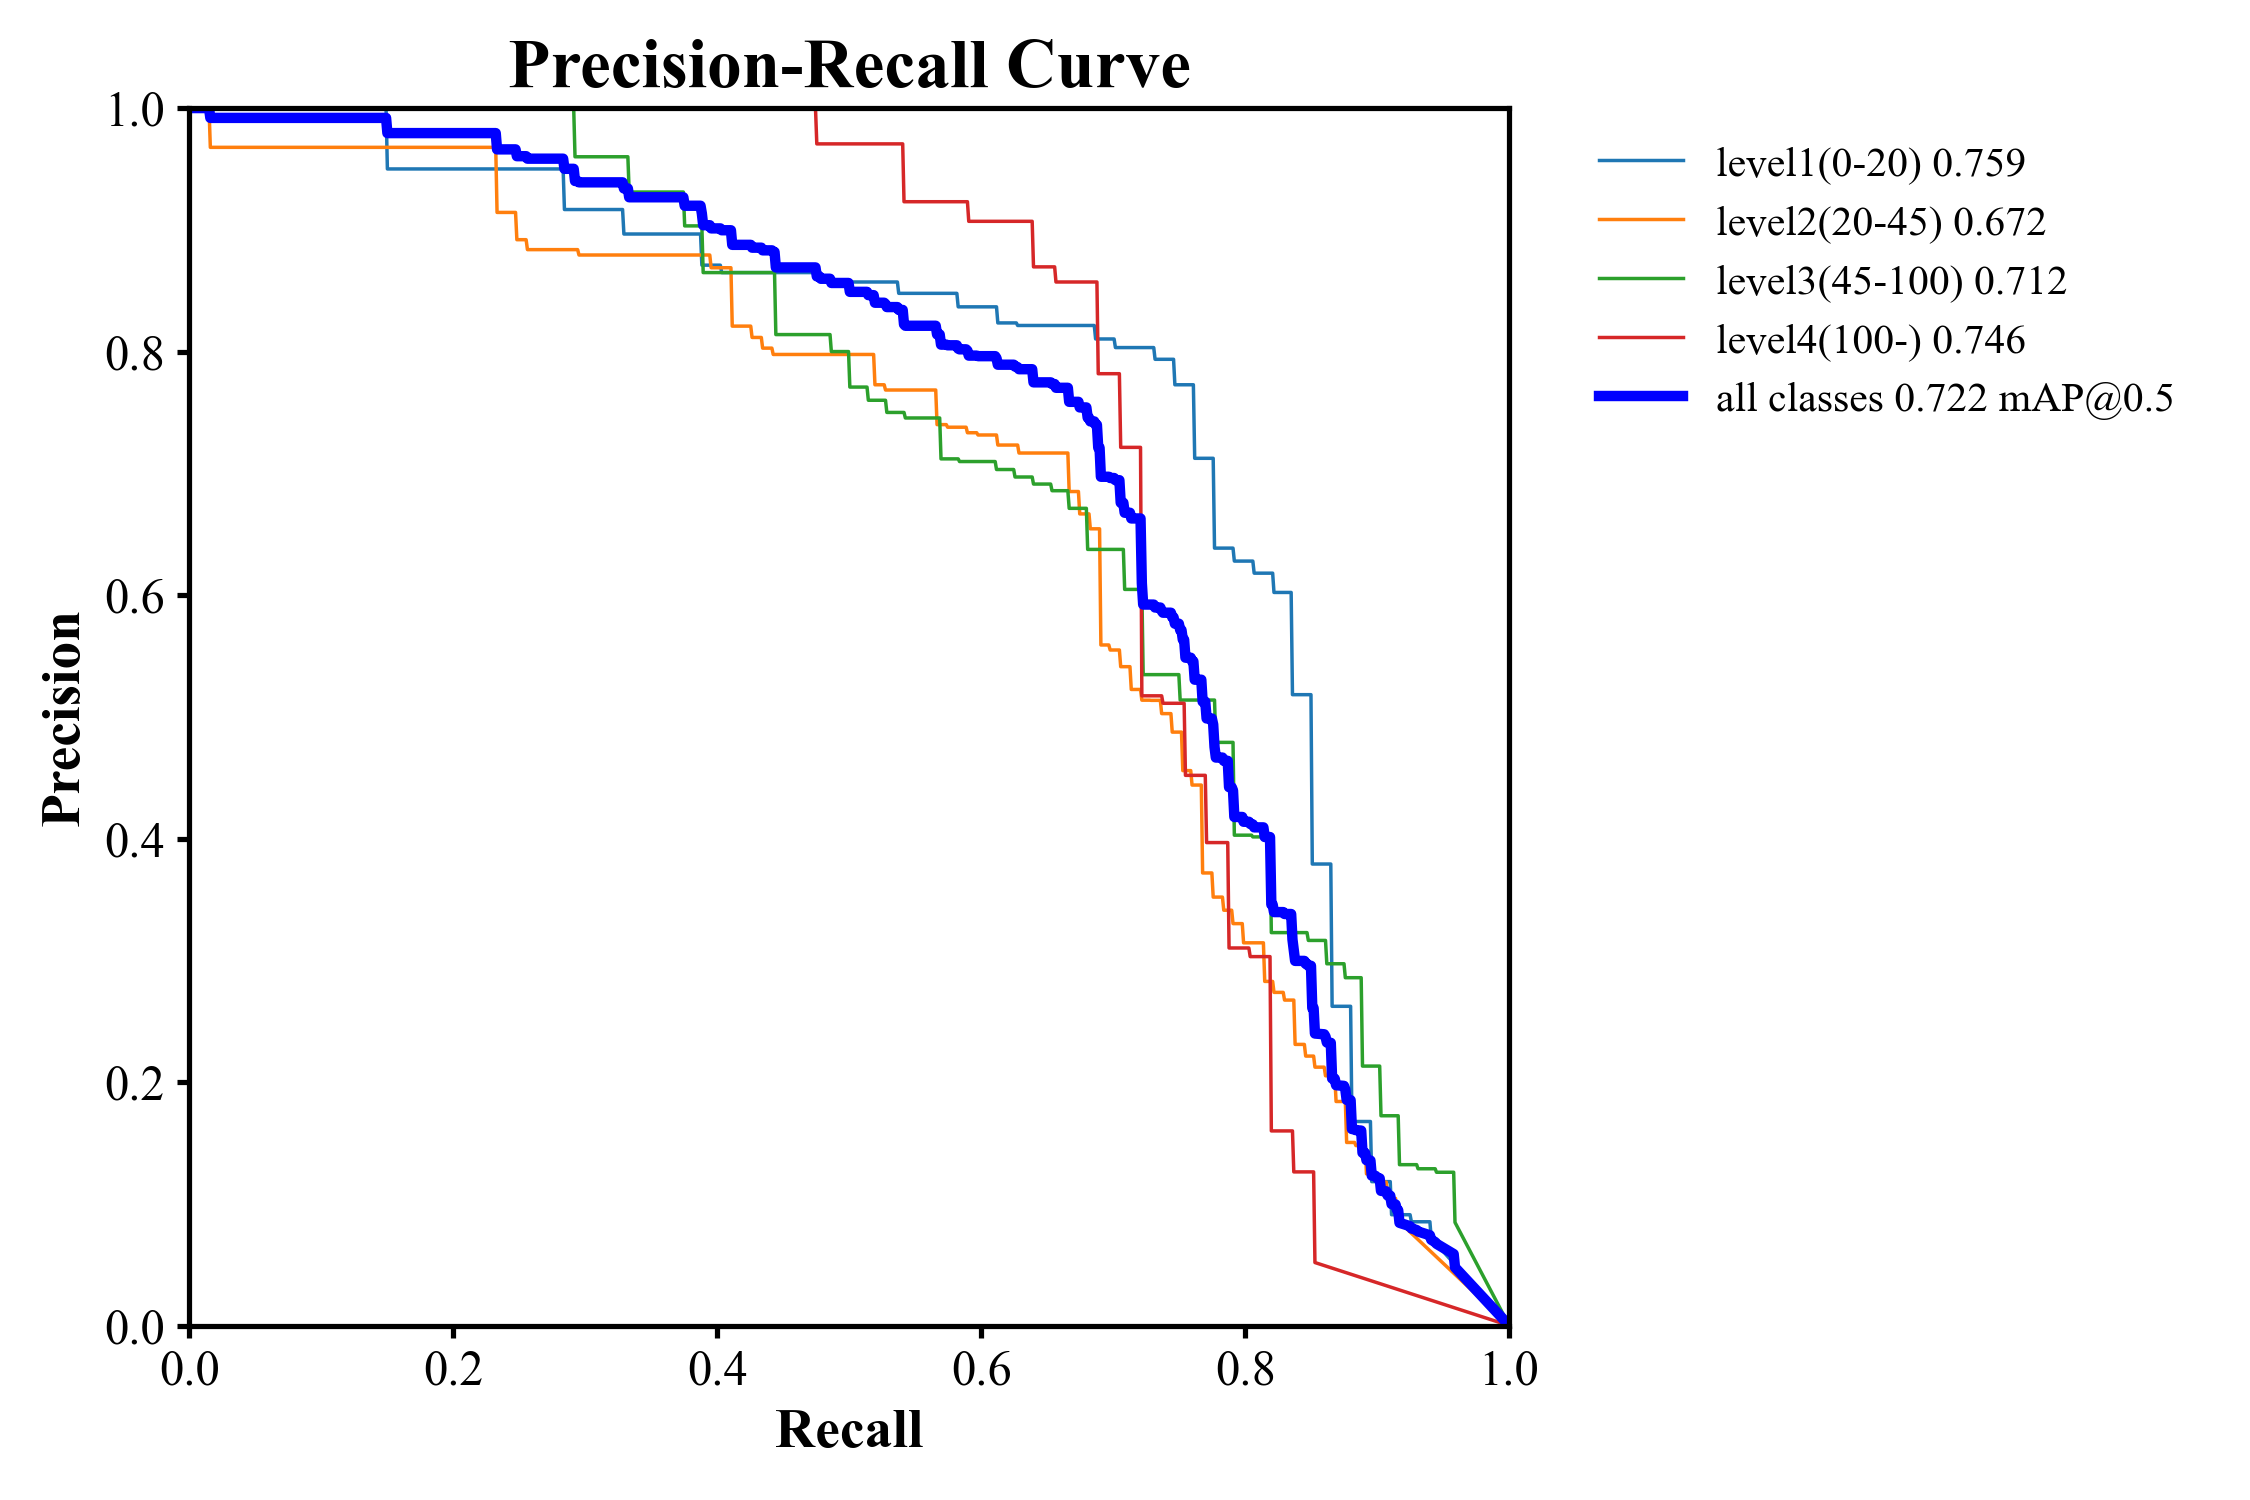 Precision-Recall Curve
1.0
0.8
0.6
0.4
0.2
0.0
Precision
0.0 0.2 0.4 0.6 0.8 1.0
Recall
level1(0-20) 0.759
level2(20-45) 0.672
level3(45-100) 0.712
level4(100-) 0.746
all classes 0.722 mAP@0.5